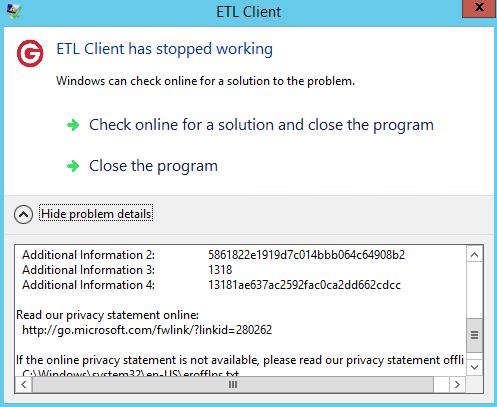 ETL Client
x
G
ETL Client has stopped working
Windows can check online for a solution to the problem.
Check online for a solution and close the program
Close the program
Hide problem details
Additional Information 2: 5861822e1919d7c014bbb064c64908b2
Additional Information 3: 1318
Additional Information 4: 13181ae637ac2592fac0ca2dd662cdcc
Read our privacy statement online:
http://go.microsoft.com/fwlink/?linkid=280262
If the online privacy statement is not available, please read our privacy statement offli
C:\Windows\system32\en-US\erofflps.txt